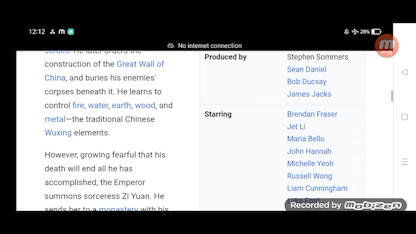 12:12
28%
No internet connection
scrolls. He later orders the
construction of the Great Wall of
China, and buries his enemies'
corpses beneath it. He learns to
control fire, water, earth, wood, and
metal—the traditional Chinese
Wuxing elements.
However, growing fearful that his
death will end all he has
accomplished, the Emperor
summons sorceress Zi Yuan. He
sends her to a monastery with his
Produced by
Stephen Sommers
Sean Daniel
Bob Ducsay
James Jacks
Starring
Brendan Fraser
Jet Li
Maria Bello
John Hannah
Michelle Yeoh
Russell Wong
Liam Cunningham
Recorded by mobizen